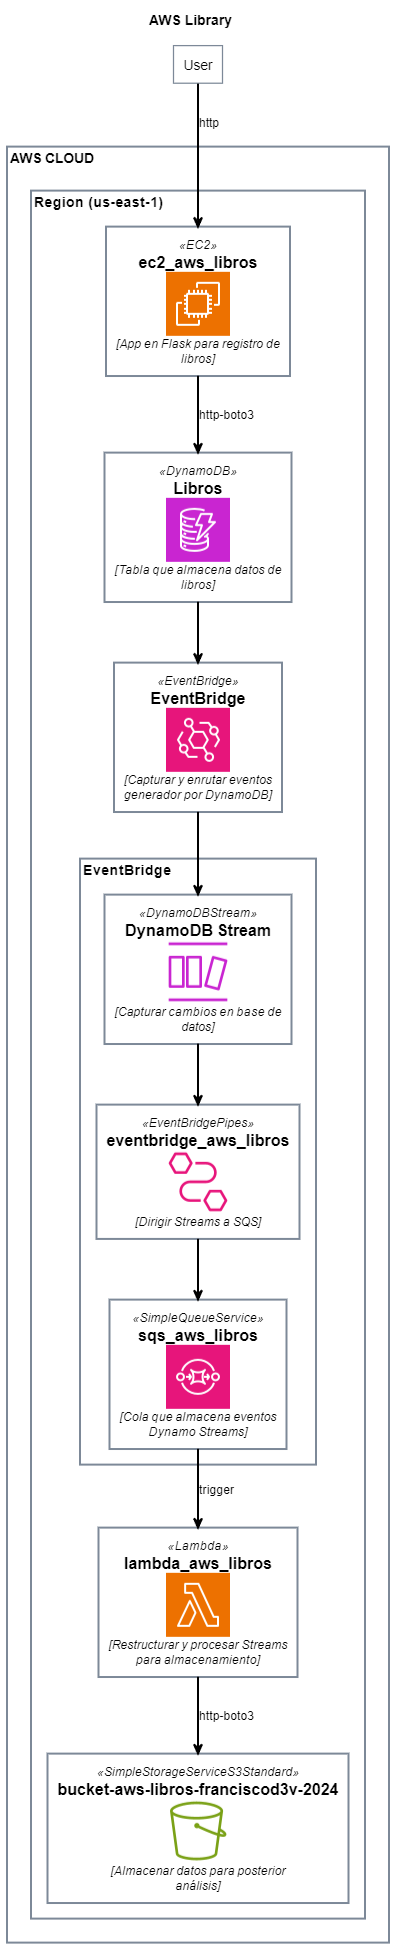 AWS Library
User
http
AWS CLOUD
Region (us-east-1)
«EC2»
ec2_aws_libros
[App en Flask para registro de
libros]
http-boto3
«DynamoDB»
Libros
[Tabla que almacena datos de
libros]
«EventBridge»
EventBridge
[Capturar y enrutar eventos
generador por DynamoDB]
EventBridge
«DynamoDBStream»
DynamoDB Stream
[Capturar cambios en base de
datos]
«EventBridgePipes»
eventbridge_aws_libros
[Dirigir Streams a SQS]
«SimpleQueueService»
sqs_aws_libros
[Cola que almacena eventos
Dynamo Streams]
trigger
«Lambda»
lambda_aws_libros
[Restructurar y procesar Streams
para almacenamiento]
http-boto3
«SimpleStorageServiceS3Standard»
bucket-aws-libros-franciscod3v-2024
[Almacenar datos para posterior
análisis]